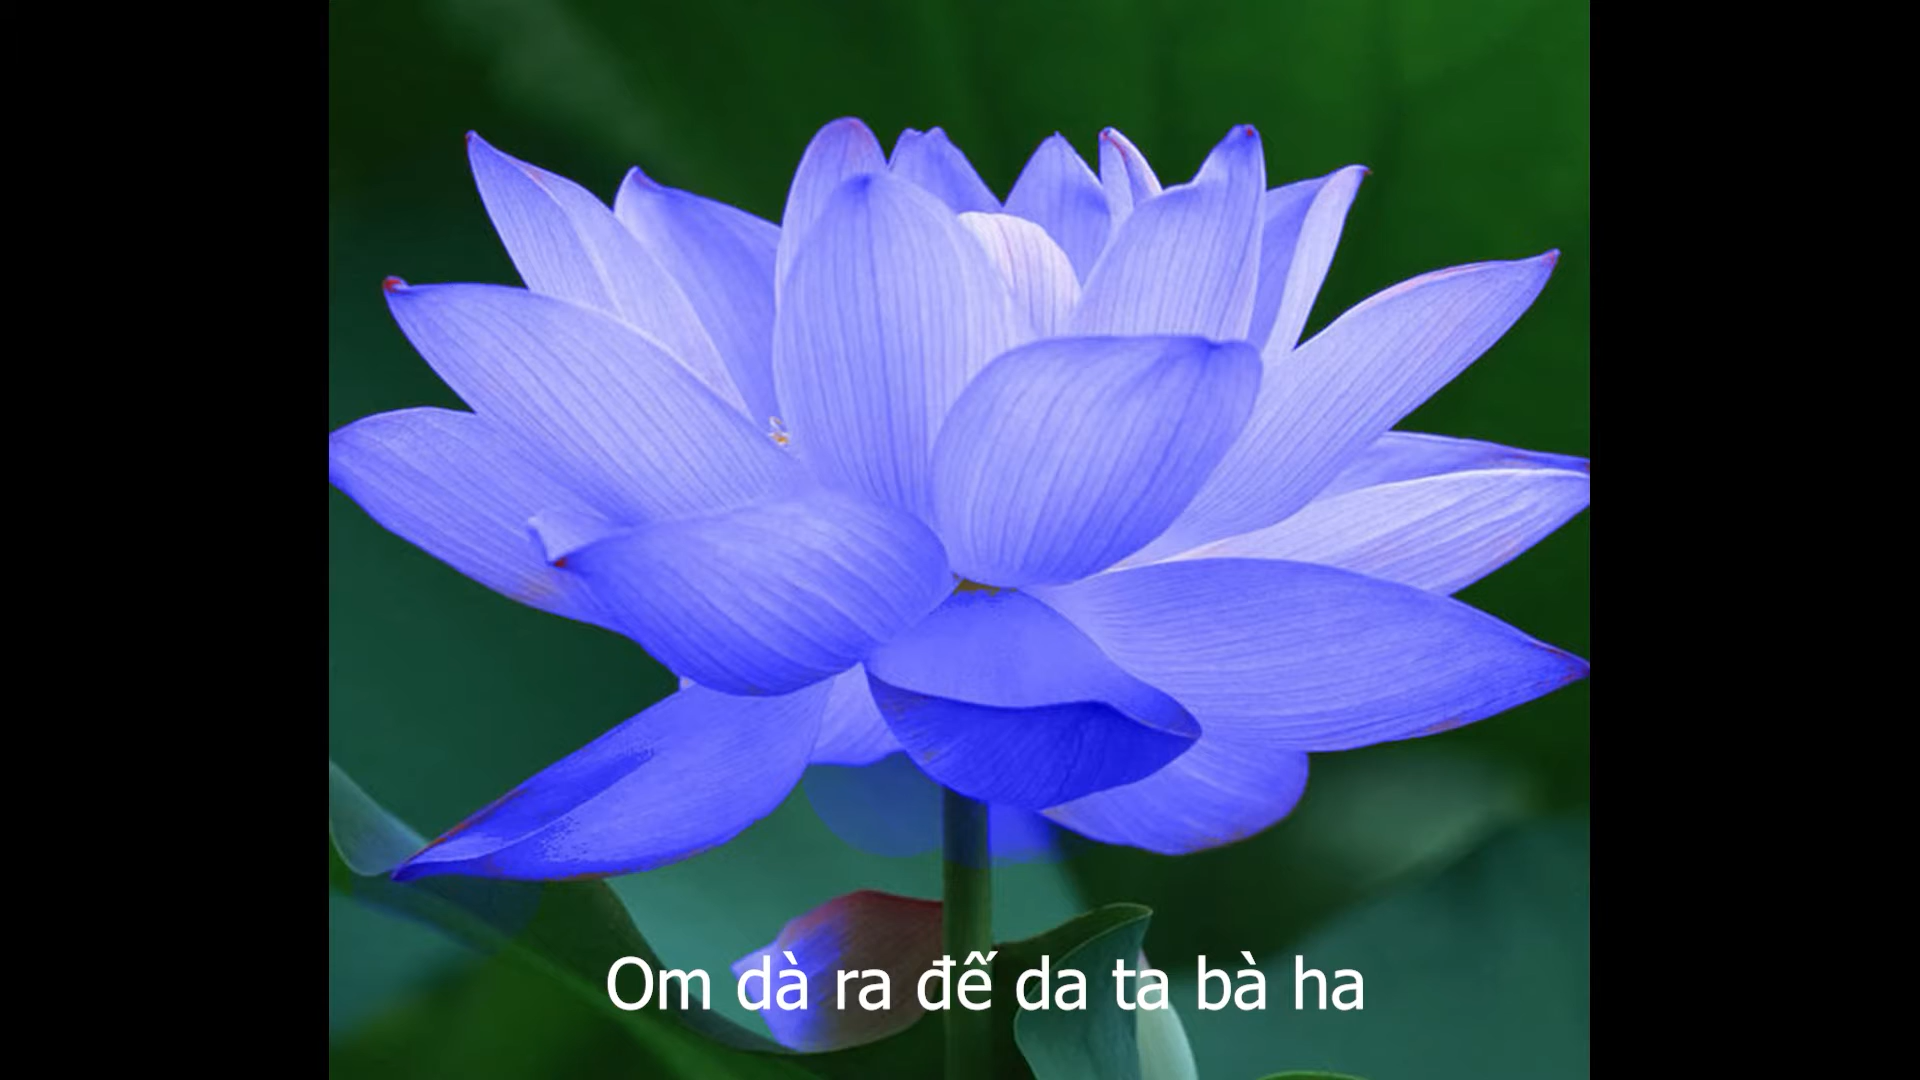 Om dà ra đế da ta bà ha